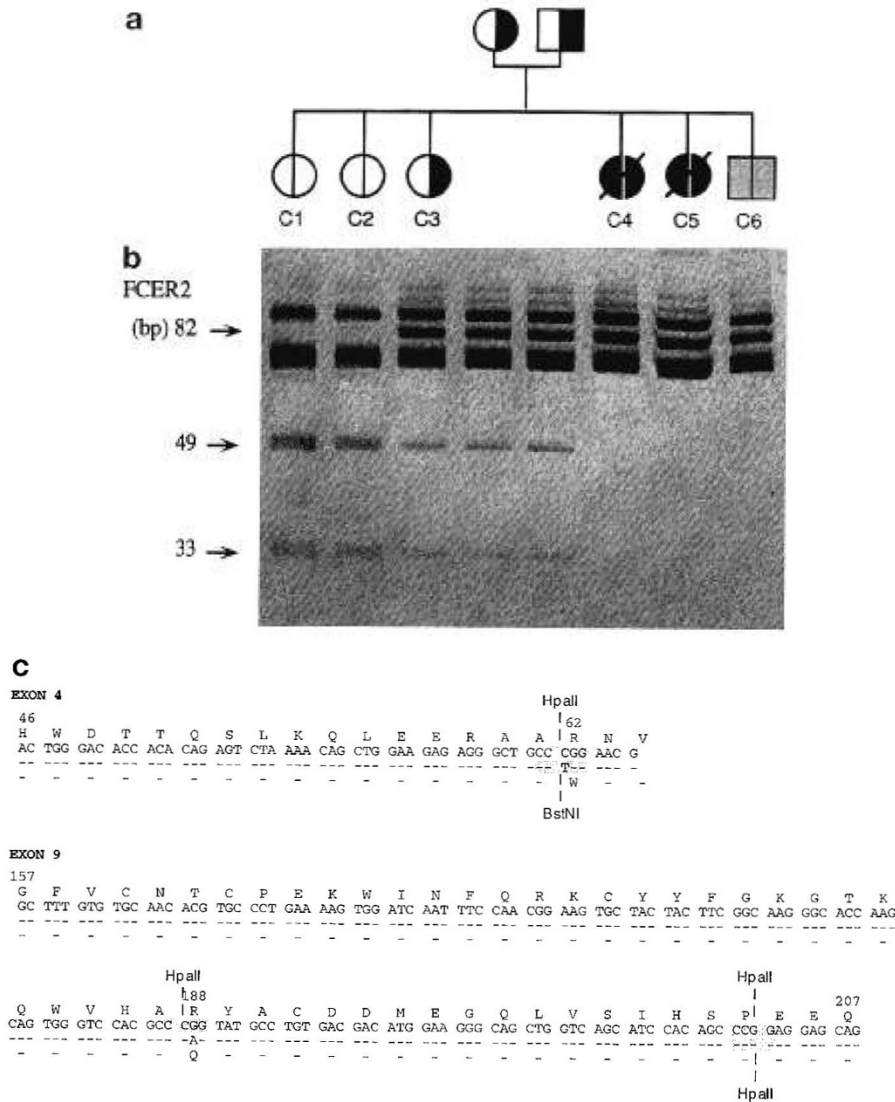 a
C1 C2 C3 C4 C5 C6
b
FCER2
(bp) 82
49
33
c
EXON 4
HpaII
46 62
H W D T T Q S L K Q L E E R A A R N V
AC TGG GAC ACC ACA CAG AGT CTA AAA CAG CTG GAA GAG AGG GCT GCC CGG AAC G
T
W
BstNI
EXON 9
157
G F V C N T C P E K W I N F Q R K C Y Y F G K G T K
GC TTT GTG TGC AAC ACG TGC CCT GAA AAG TGG ATC AAT TTC CAA CGG AAG TGC TAC TAC TTC GGC AAG GGC ACC AAG
HpaII HpaII
188 207
Q W V H A R Y A C D D M E G Q L V S I H S P E E Q
CAG TGG GTC CAC GCC CGG TAT GCC TGT GAC GAC ATG GAA GGG CAG CTG GTC AGC ATC CAC AGC CCG GAG GAG CAG
A
Q
HpaII